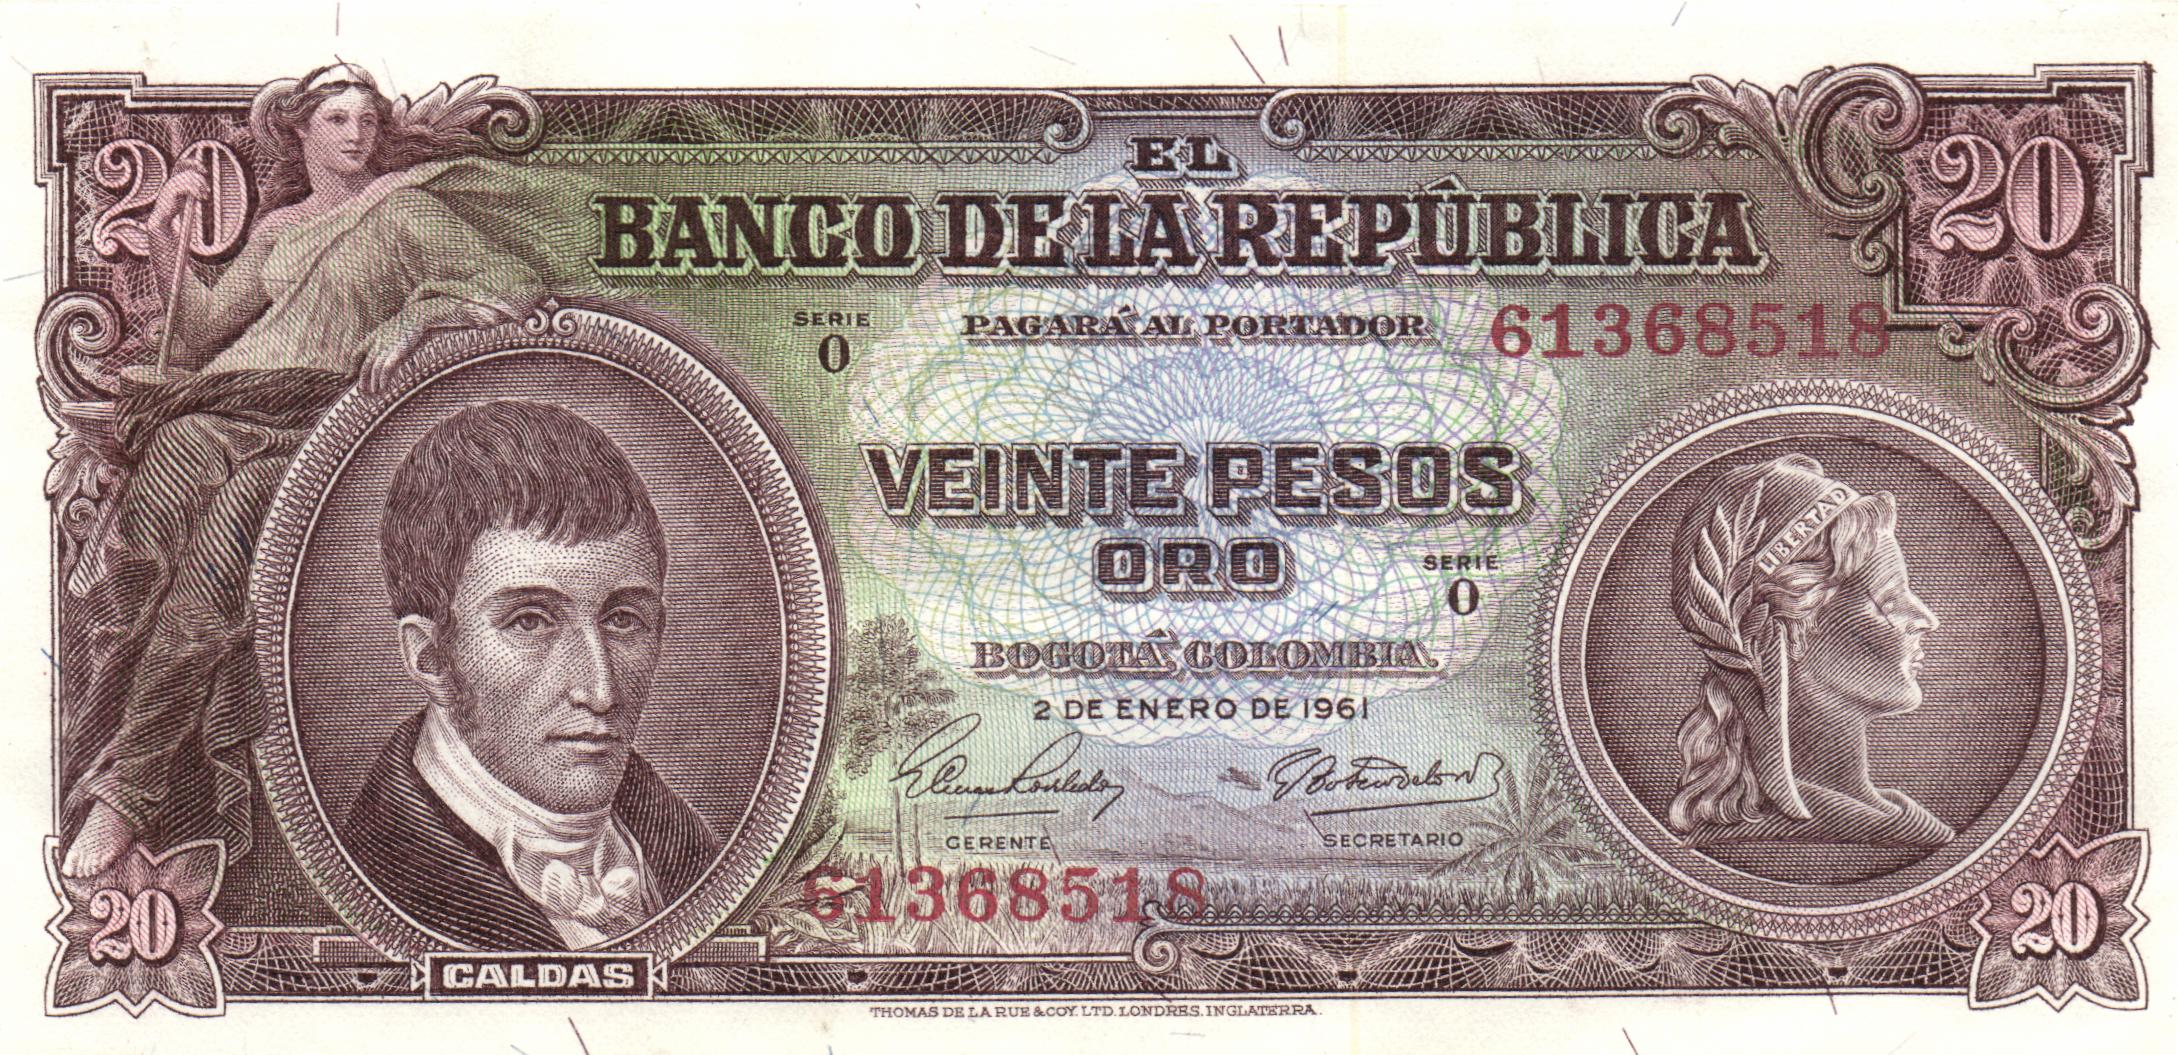 20
20
EL
BANCO DE LA REPÚBLICA
SERIE
O
PAGARÁ AL PORTADOR
61368518
VEINTE PESOS
ORO
SERIE
O
LIBERTAD
BOGOTÁ, COLOMBIA.
2 DE ENERO DE 1961
GERENTE
SECRETARIO
61368518
20
20
CALDAS
THOMAS DE LA RUE & COY. LTD. LONDRES. INGLATERRA.